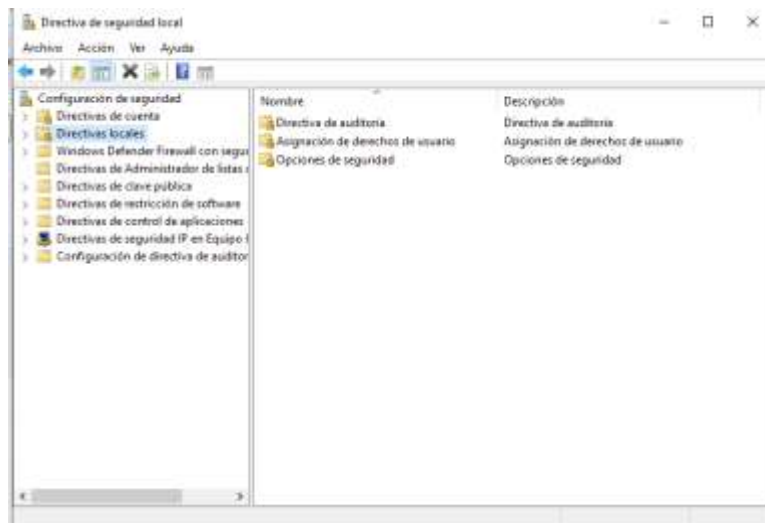 Directiva de seguridad local
Archivo Acción Ver Ayuda
Configuración de seguridad
Directivas de cuenta
Directivas locales
Windows Defender Firewall con segu
Directivas de Administrador de listas
Directivas de clave pública
Directivas de restricción de software
Directivas de control de aplicaciones
Directivas de seguridad IP en Equipo
Configuración de directiva de auditor
Nombre Descripción
Directiva de auditoría Directiva de auditoría
Asignación de derechos de usuario Asignación de derechos de usuario
Opciones de seguridad Opciones de seguridad